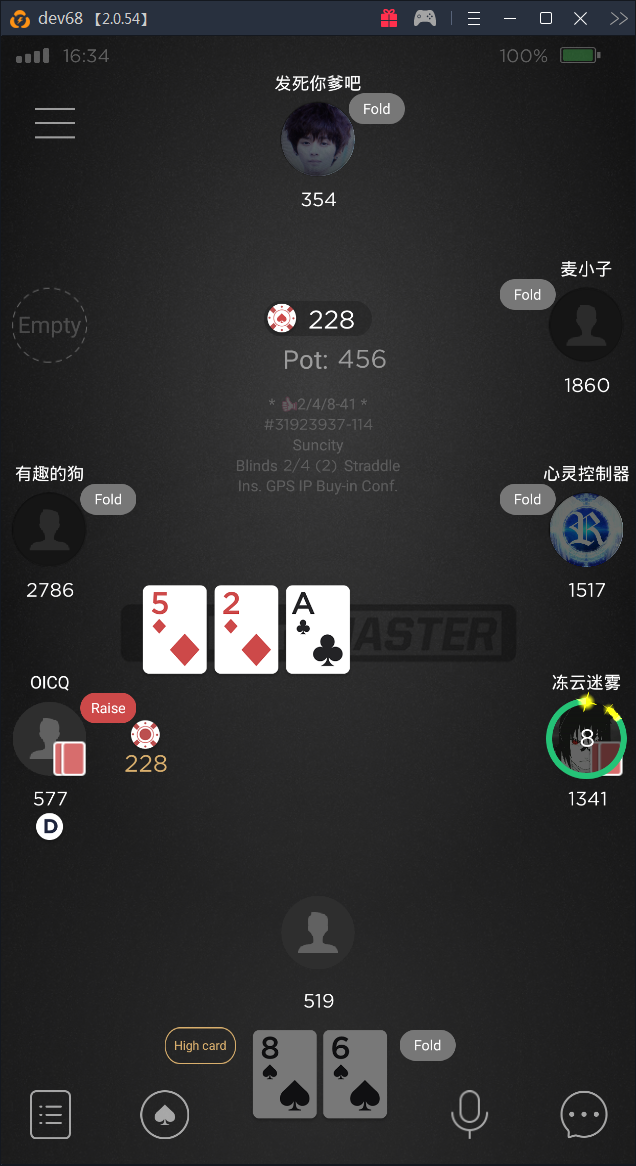 dev68 【2.0.54】
16:34
100%
发死你爹吧
Fold
354
麦小子
Fold
Empty
228
1860
Pot: 456
* 2/4/8-41 *
#31923937-114
Suncity
Blinds 2/4 (2) Straddle
Ins. GPS IP Buy-in Conf.
有趣的狗
心灵控制器
Fold
Fold
R
2786
1517
5
2
A
MASTER
OICQ
冻云迷雾
Raise
8
228
577
1341
D
519
High card
8
6
Fold